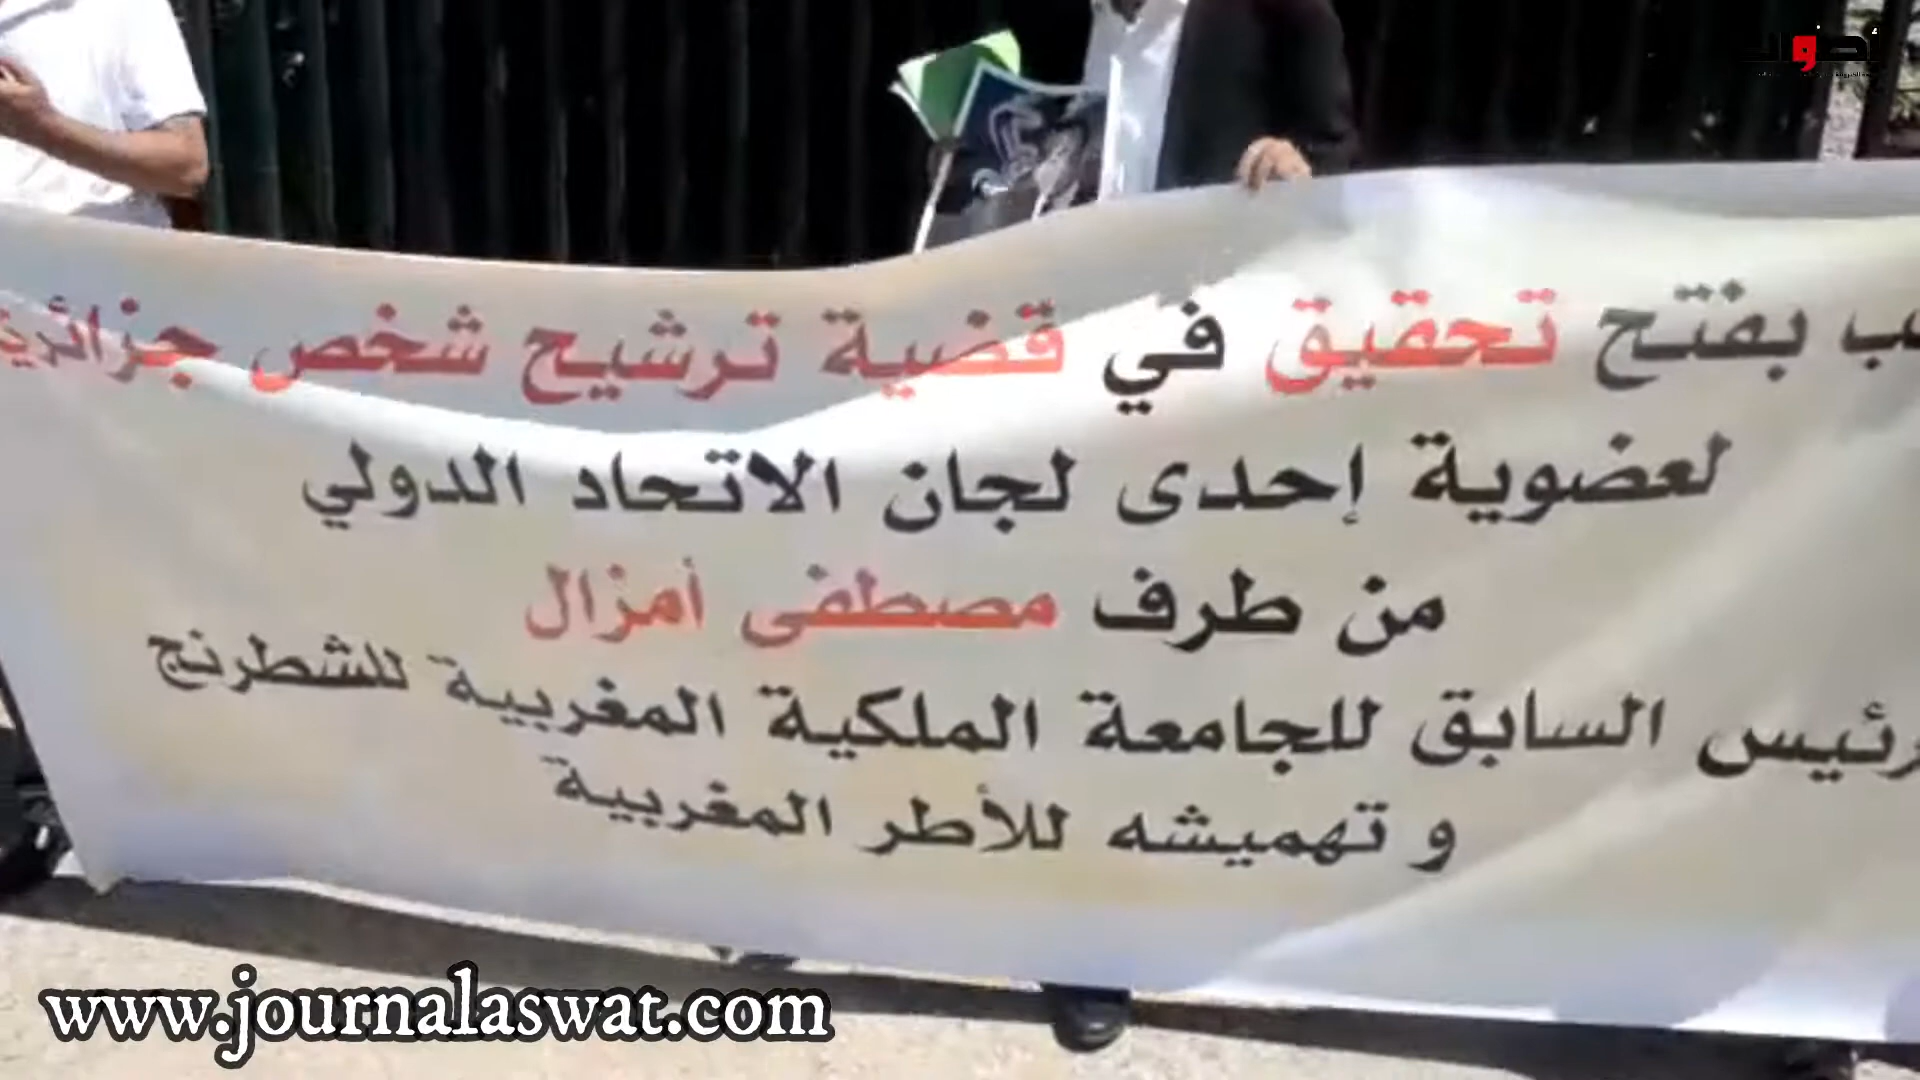 أصوات
بفتح تحقيق في قضية ترشيح شخص
لعضوية إحدى لجان الاتحاد الدولي
من طرف مصطفى أمزال
السابق للجامعة الملكية المغربية للشطرنج
و تهميشه للأطر المغربية
www.journalaswat.com